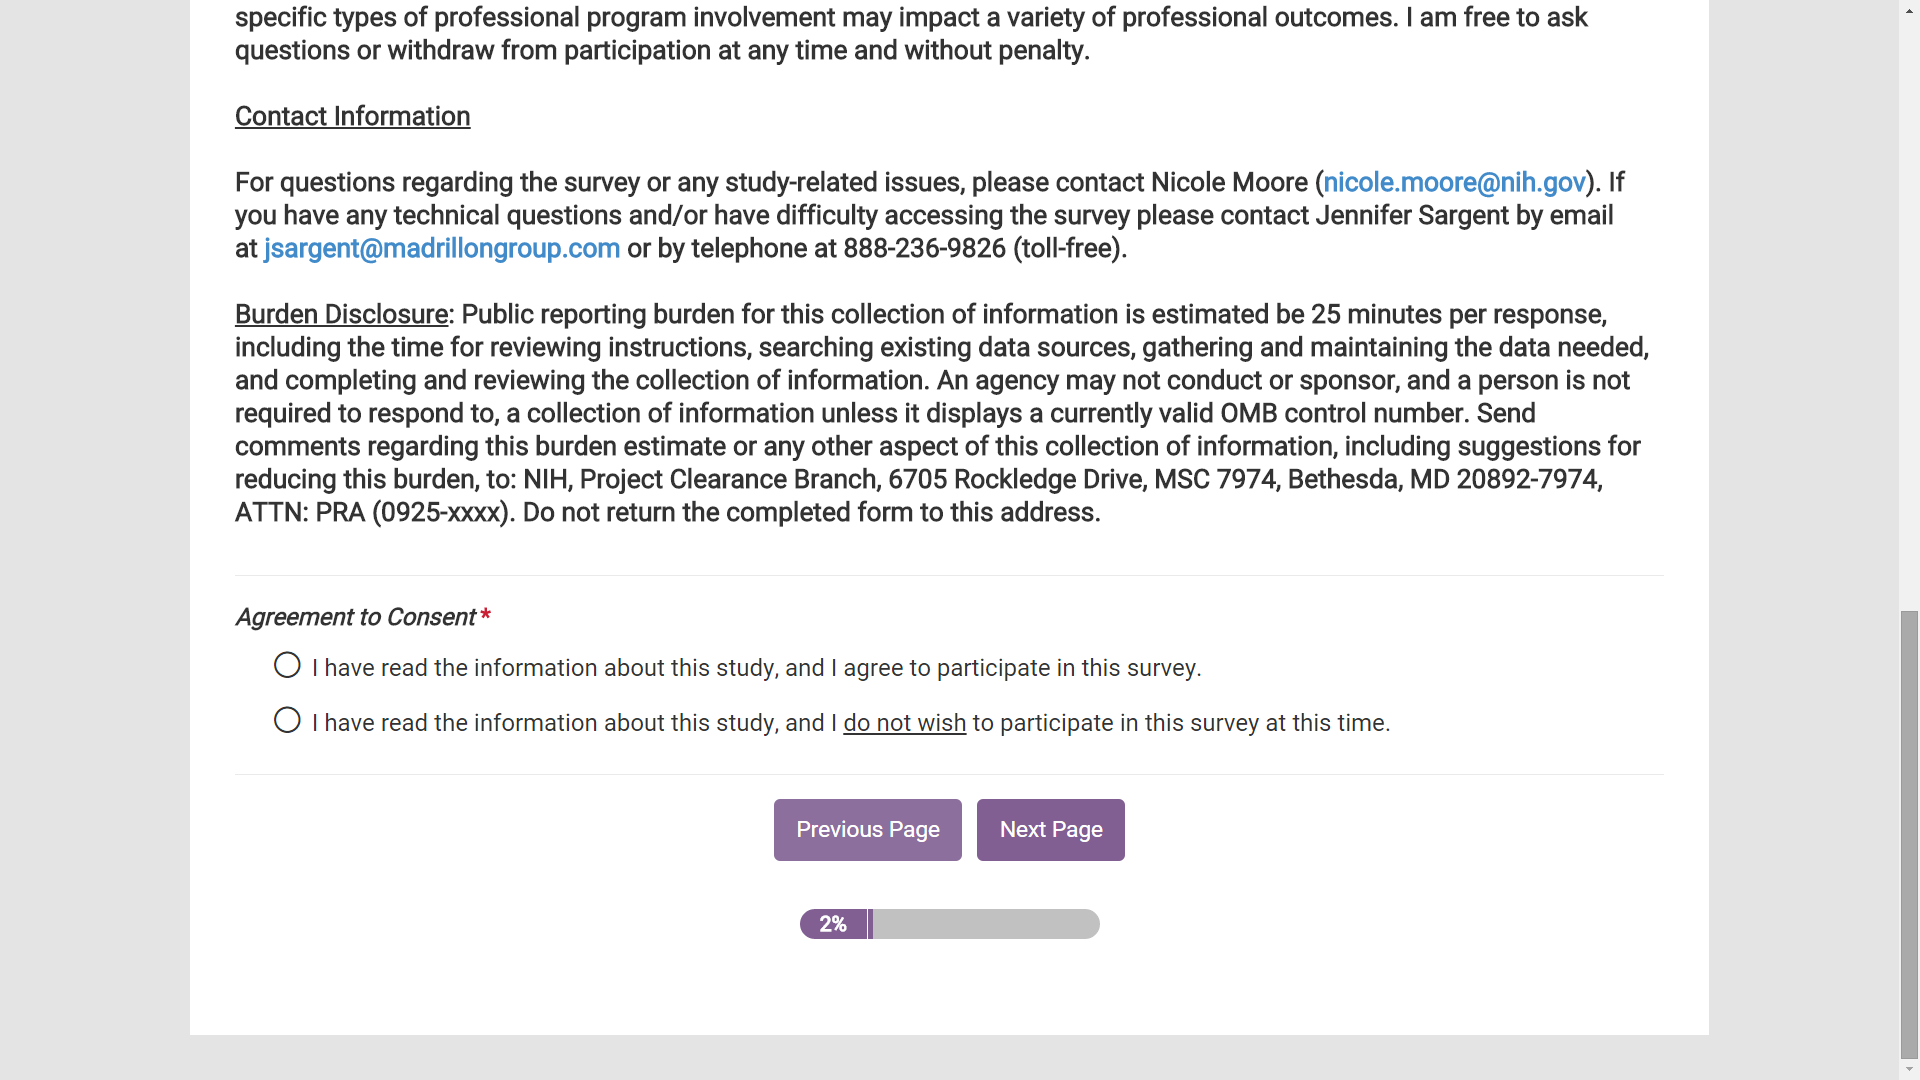 specific types of professional program involvement may impact a variety of professional outcomes. I am free to ask
questions or withdraw from participation at any time and without penalty.
Contact Information
For questions regarding the survey or any study-related issues, please contact Nicole Moore (nicole.moore@nih.gov). If
you have any technical questions and/or have difficulty accessing the survey please contact Jennifer Sargent by email
at jsargent@madrillongroup.com or by telephone at 888-236-9826 (toll-free).
Burden Disclosure: Public reporting burden for this collection of information is estimated be 25 minutes per response,
including the time for reviewing instructions, searching existing data sources, gathering and maintaining the data needed,
and completing and reviewing the collection of information. An agency may not conduct or sponsor, and a person is not
required to respond to, a collection of information unless it displays a currently valid OMB control number. Send
comments regarding this burden estimate or any other aspect of this collection of information, including suggestions for
reducing this burden, to: NIH, Project Clearance Branch, 6705 Rockledge Drive, MSC 7974, Bethesda, MD 20892-7974,
ATTN: PRA (0925-xxxx). Do not return the completed form to this address.
Agreement to Consent*
I have read the information about this study, and I agree to participate in this survey.
I have read the information about this study, and I do not wish to participate in this survey at this time.
Previous Page Next Page
2%